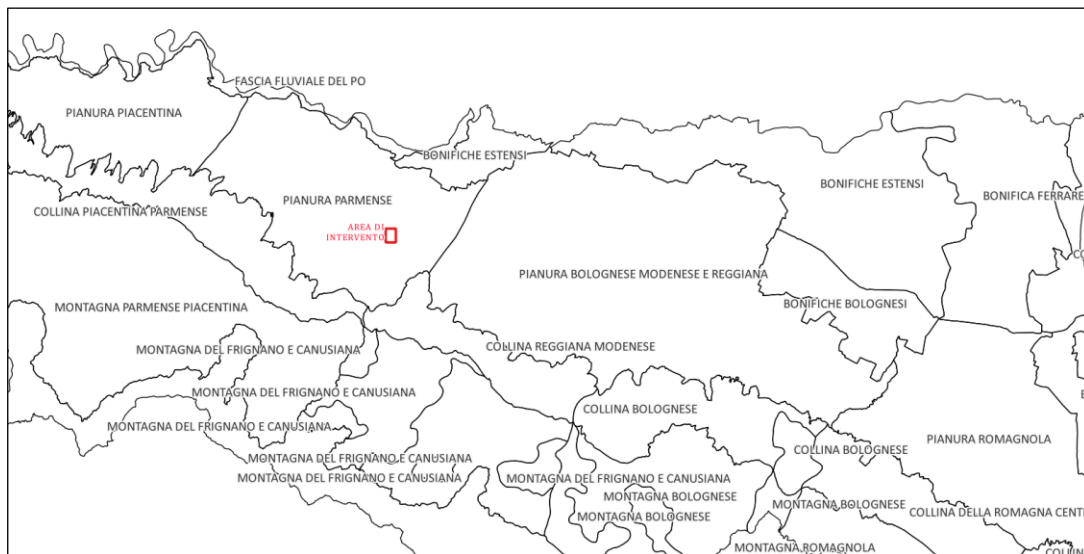 FASCIA FLUVIALE DEL PO
PIANURA PIACENTINA
BONIFICHE ESTENSI
BONIFICHE ESTENSI
BONIFICA FERRARE
PIANURA PARMENSE
COLLINA PIACENTINA PARMENSE
AREA DI
INTERVENTO
CO
PIANURA BOLOGNESE MODENESE E REGGIANA
BONIFICHE BOLOGNESI
MONTAGNA PARMENSE PIACENTINA
COLLINA REGGIANA MODENESE
MONTAGNA DEL FRIGNANO E CANUSIANA
MONTAGNA DEL FRIGNANO E CANUSIANA
COLLINA BOLOGNESE
MONTAGNA DEL FRIGNANO E CANUSIANA
PIANURA ROMAGNOLA
COLLINA BOLOGNESE
MONTAGNA DEL FRIGNANO E CANUSIANA
MONTAGNA DEL FRIGNANO E CANUSIANA
MONTAGNA DEL FRIGNANO E CANUSIANA
MONTAGNA BOLOGNESE
MONTAGNA BOLOGNESE
COLLINA DELLA ROMAGNA CENT
MONTAGNA BOLOGNESE
MONTAGNA ROMAGNOLA
COLLIN